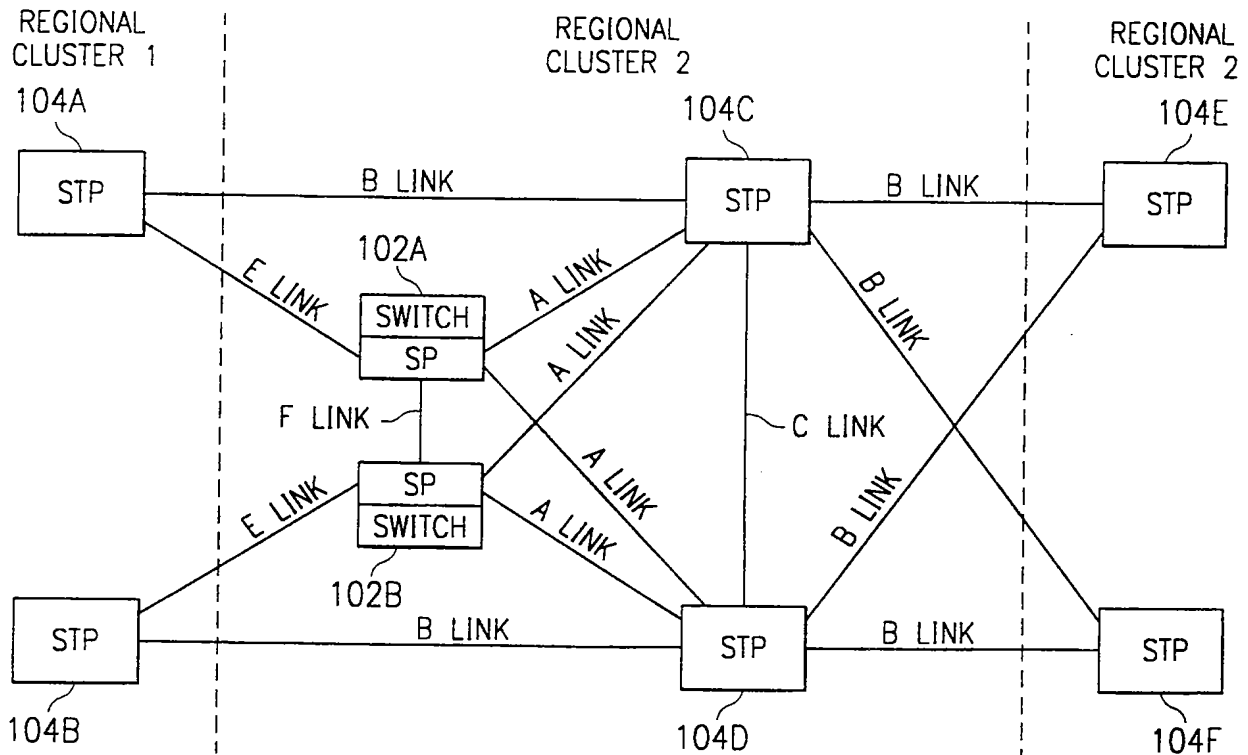 REGIONAL
CLUSTER 1
REGIONAL
CLUSTER 2
REGIONAL
CLUSTER 2
104A
104C
104E
STP
B LINK
STP
B LINK
STP
E LINK
102A
SWITCH
SP
A LINK
A LINK
B LINK
F LINK
C LINK
SP
SWITCH
102B
E LINK
A LINK
A LINK
B LINK
STP
B LINK
STP
B LINK
STP
104B
104D
104F